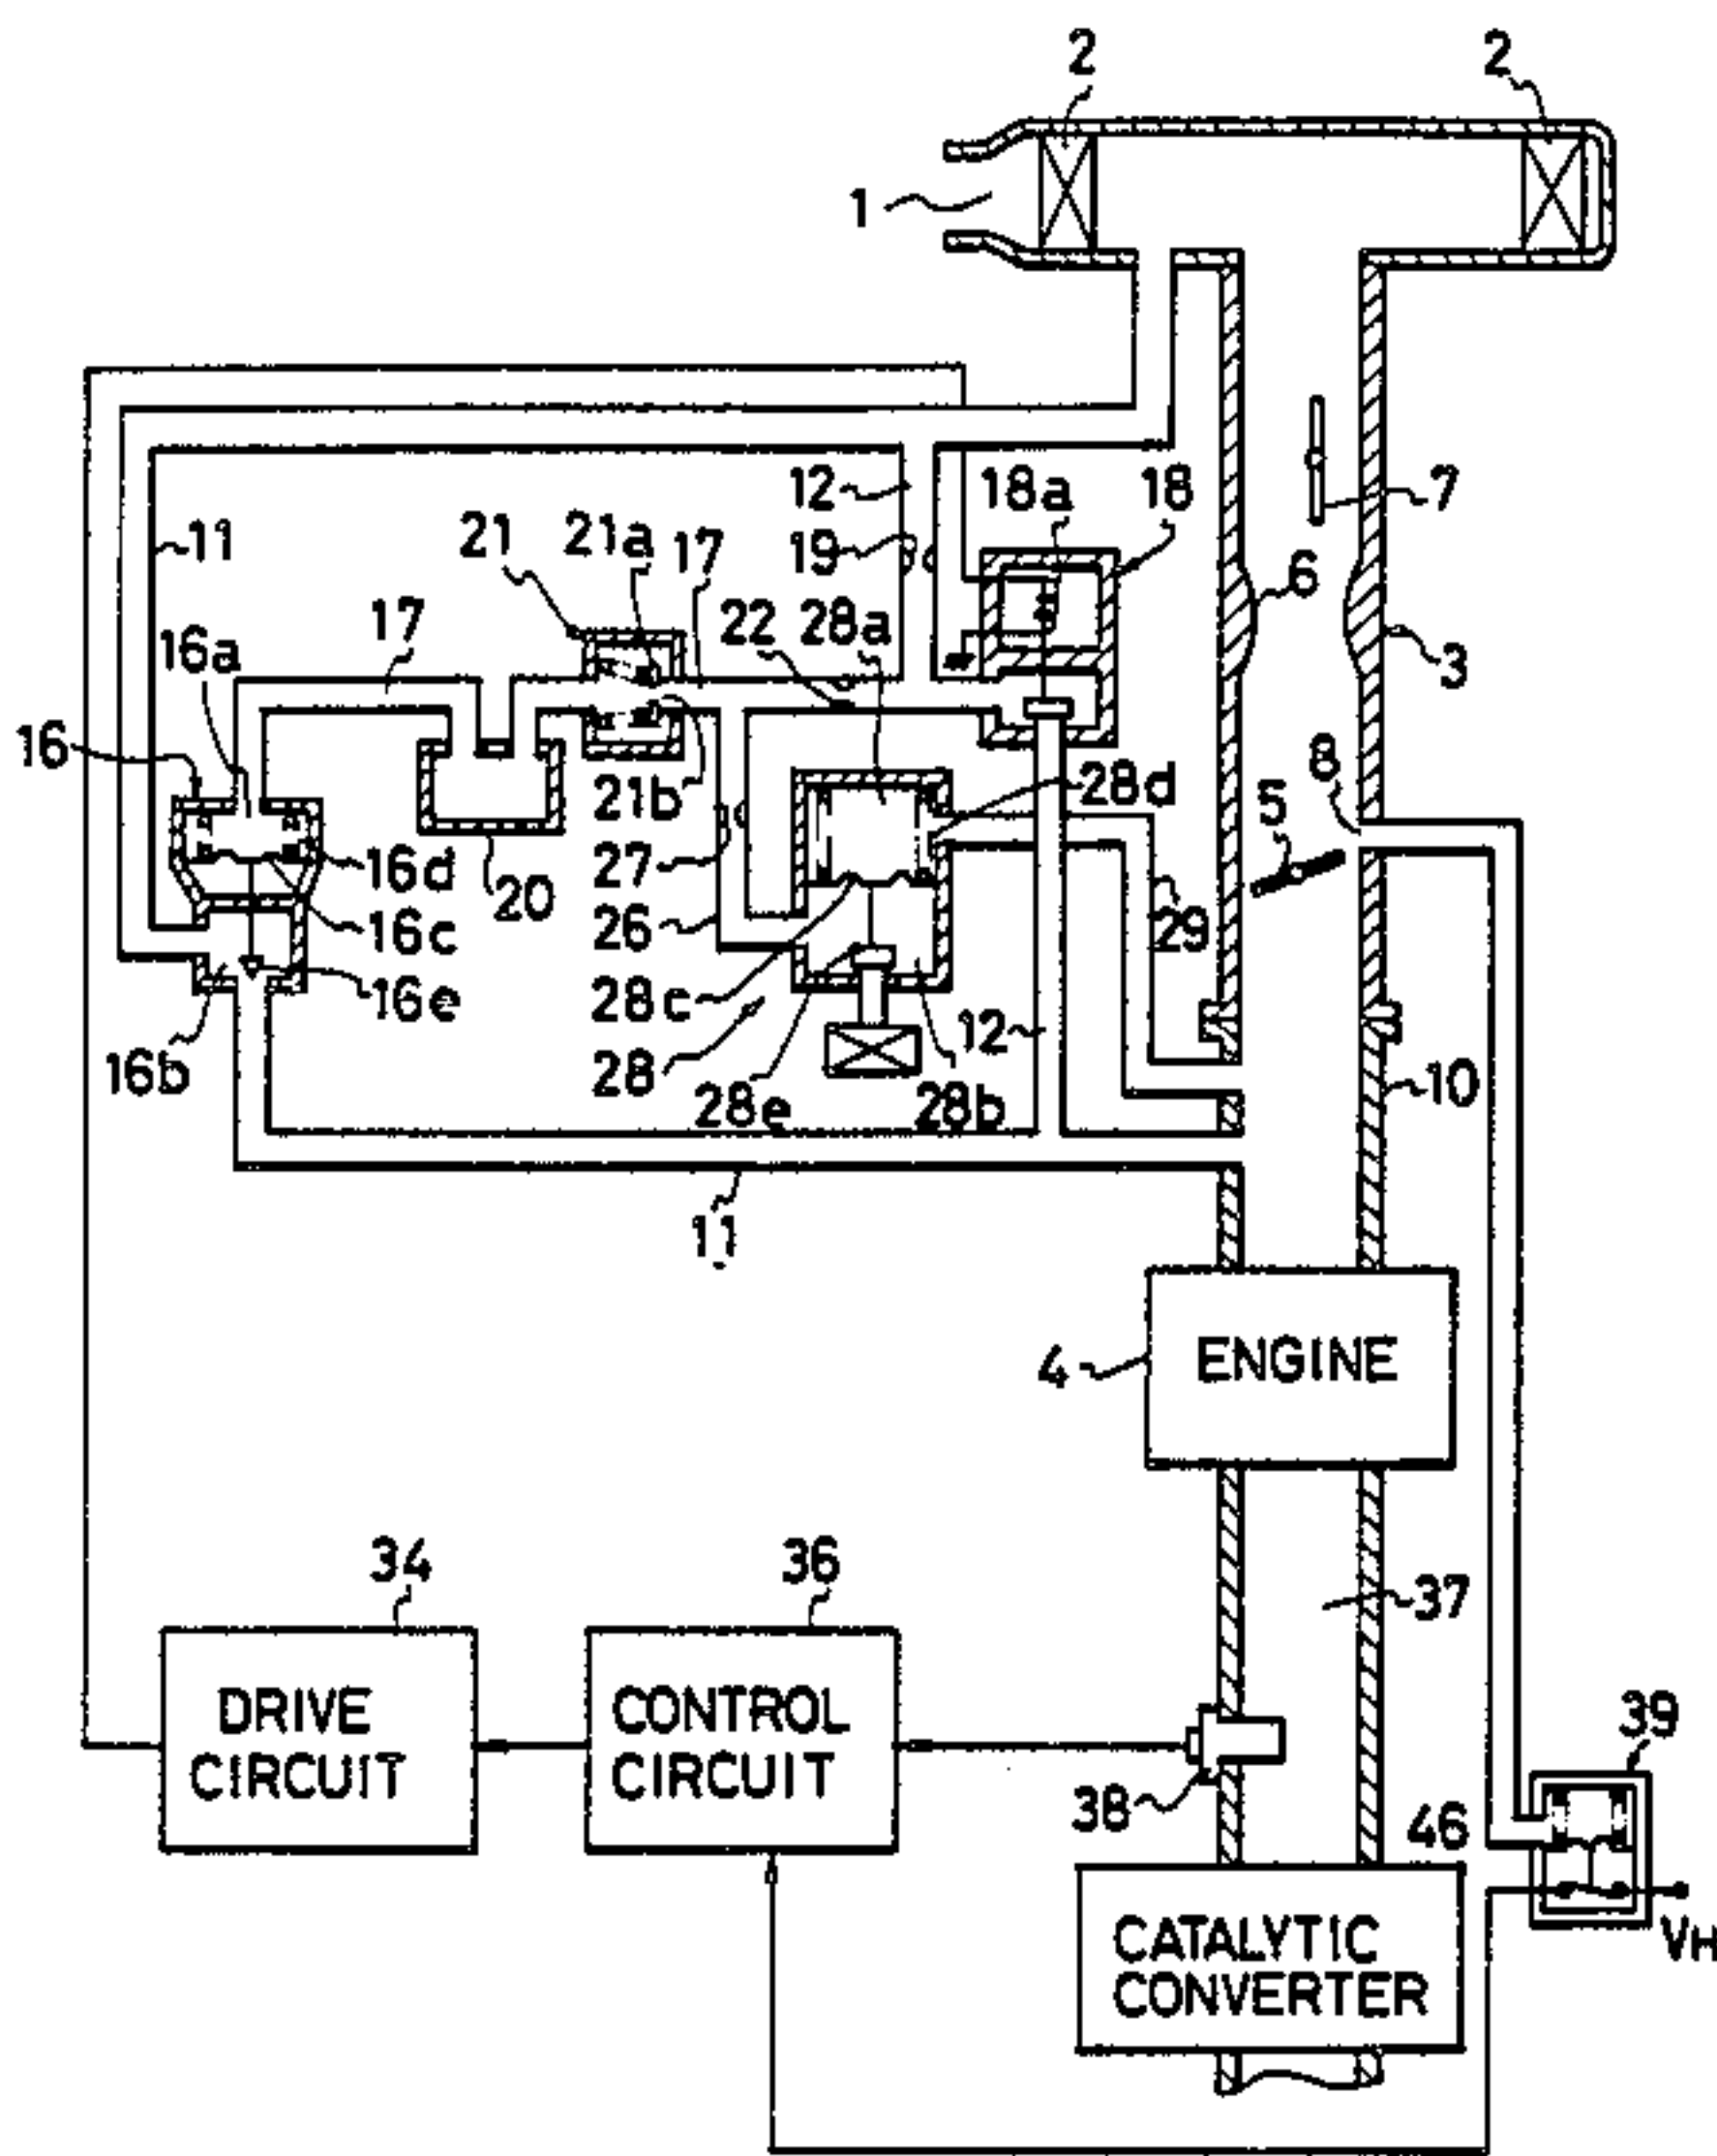 2
2
1
12
18a
18
7
11
21
21a
17
19
6
17
22
28a
16a
3
16
21b
28d
8
5
16d
27
20
16c
26
29
16e
28c
12
16b
28
28e
28b
10
11
4
ENGINE
34
36
37
DRIVE
CIRCUIT
CONTROL
CIRCUIT
39
38
46
CATALYTIC
CONVERTER
VH